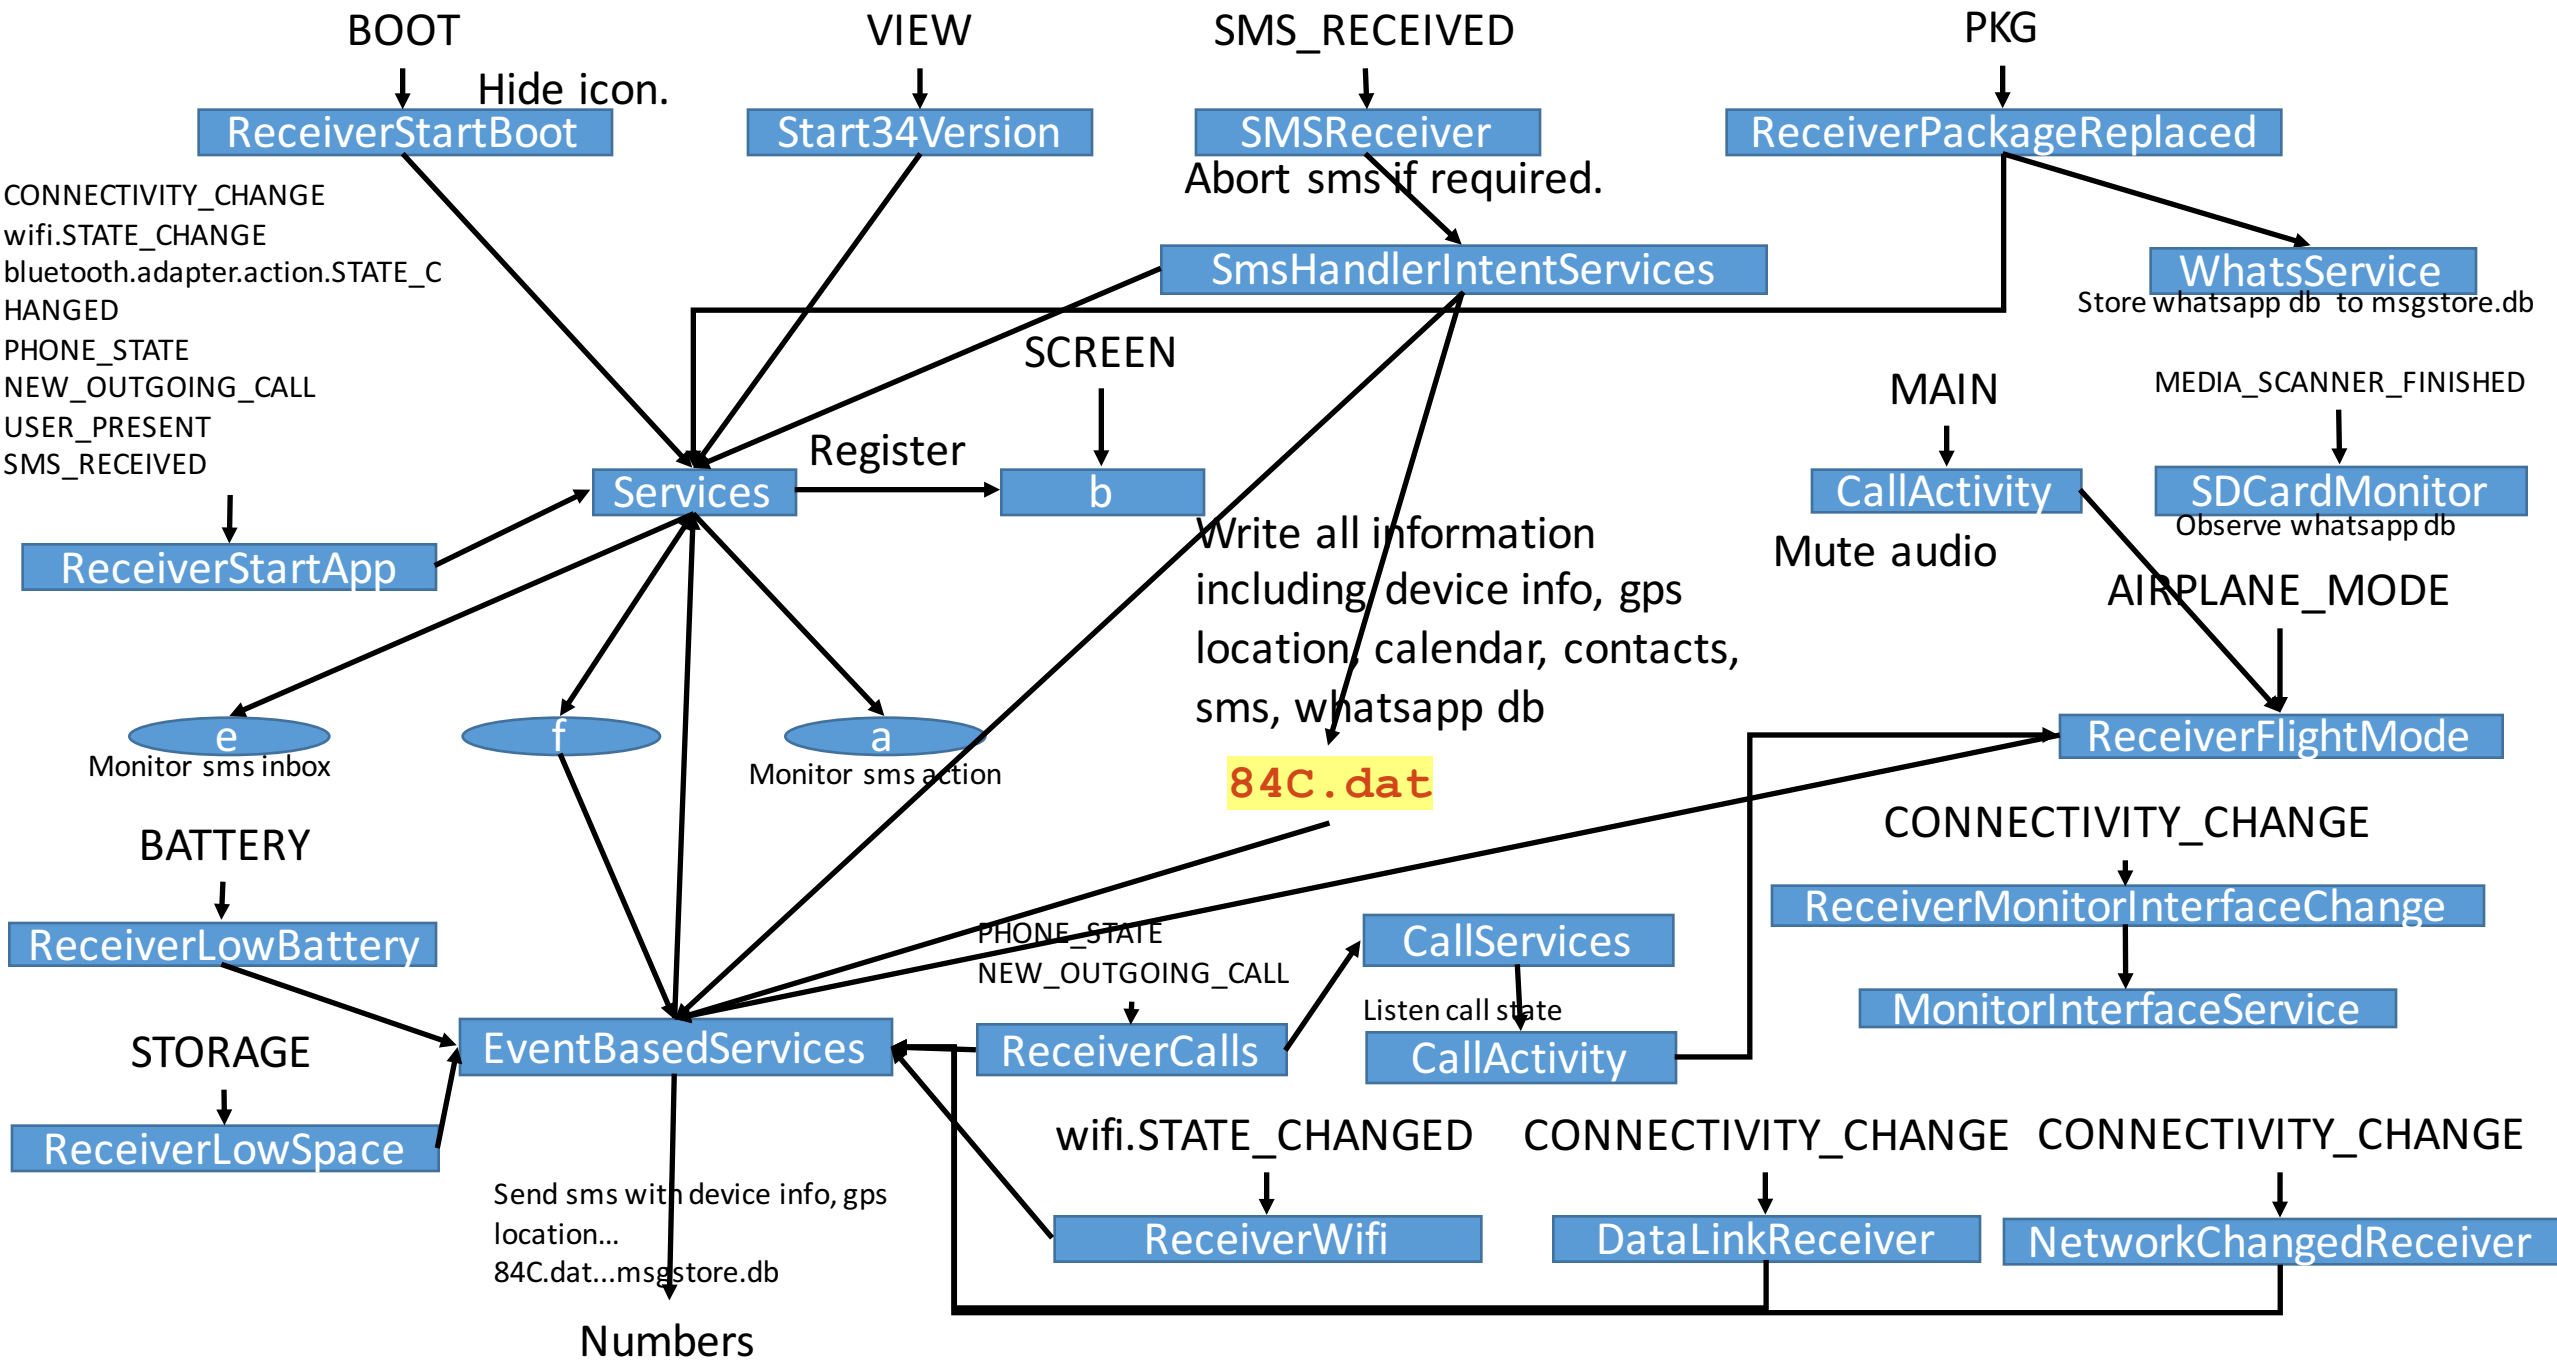 BOOT
VIEW
SMS_RECEIVED
PKG
Hide icon.
ReceiverStartBoot
Start34Version
SMSReceiver
ReceiverPackageReplaced
Abort sms if required.
CONNECTIVITY_CHANGE
wifi.STATE_CHANGE
bluetooth.adapter.action.STATE_C
HANGED
PHONE_STATE
NEW_OUTGOING_CALL
USER_PRESENT
SMS_RECEIVED
SmsHandlerIntentServices
WhatsService
Store whatsapp db to msgstore.db
SCREEN
MAIN
MEDIA_SCANNER_FINISHED
Register
Services
b
CallActivity
SDCardMonitor
Observe whatsapp db
Mute audio
ReceiverStartApp
Write all information
including device info, gps
location, calendar, contacts,
sms, whatsapp db
AIRPLANE_MODE
e
Monitor sms inbox
f
a
Monitor sms action
84C.dat
ReceiverFlightMode
BATTERY
CONNECTIVITY_CHANGE
ReceiverLowBattery
PHONE_STATE
NEW_OUTGOING_CALL
CallServices
ReceiverMonitorInterfaceChange
Listen call state
MonitorInterfaceService
STORAGE
EventBasedServices
ReceiverCalls
CallActivity
ReceiverLowSpace
wifi.STATE_CHANGED
CONNECTIVITY_CHANGE
CONNECTIVITY_CHANGE
Send sms with device info, gps
location...
84C.dat...msgstore.db
ReceiverWifi
DataLinkReceiver
NetworkChangedReceiver
Numbers